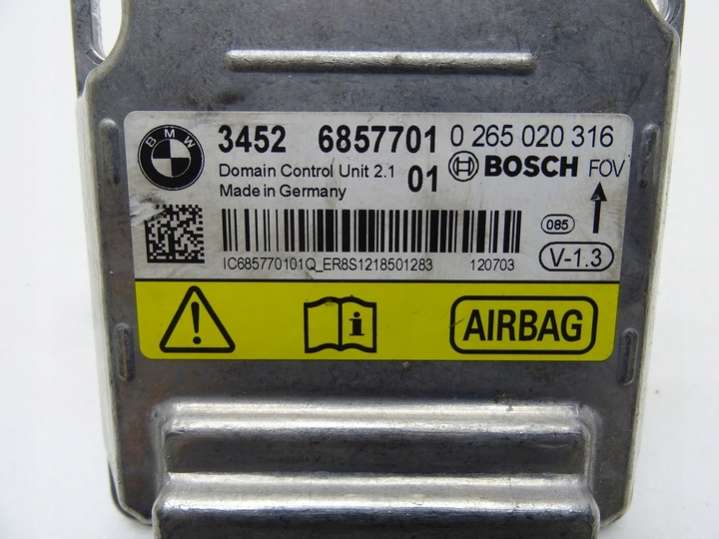 BMW
3452 6857701 0 265 020 316
Domain Control Unit 2.1 01 BOSCH FOV
Made in Germany
085
V-1.3
IC685770101Q_ER8S1218501283 120703
i AIRBAG